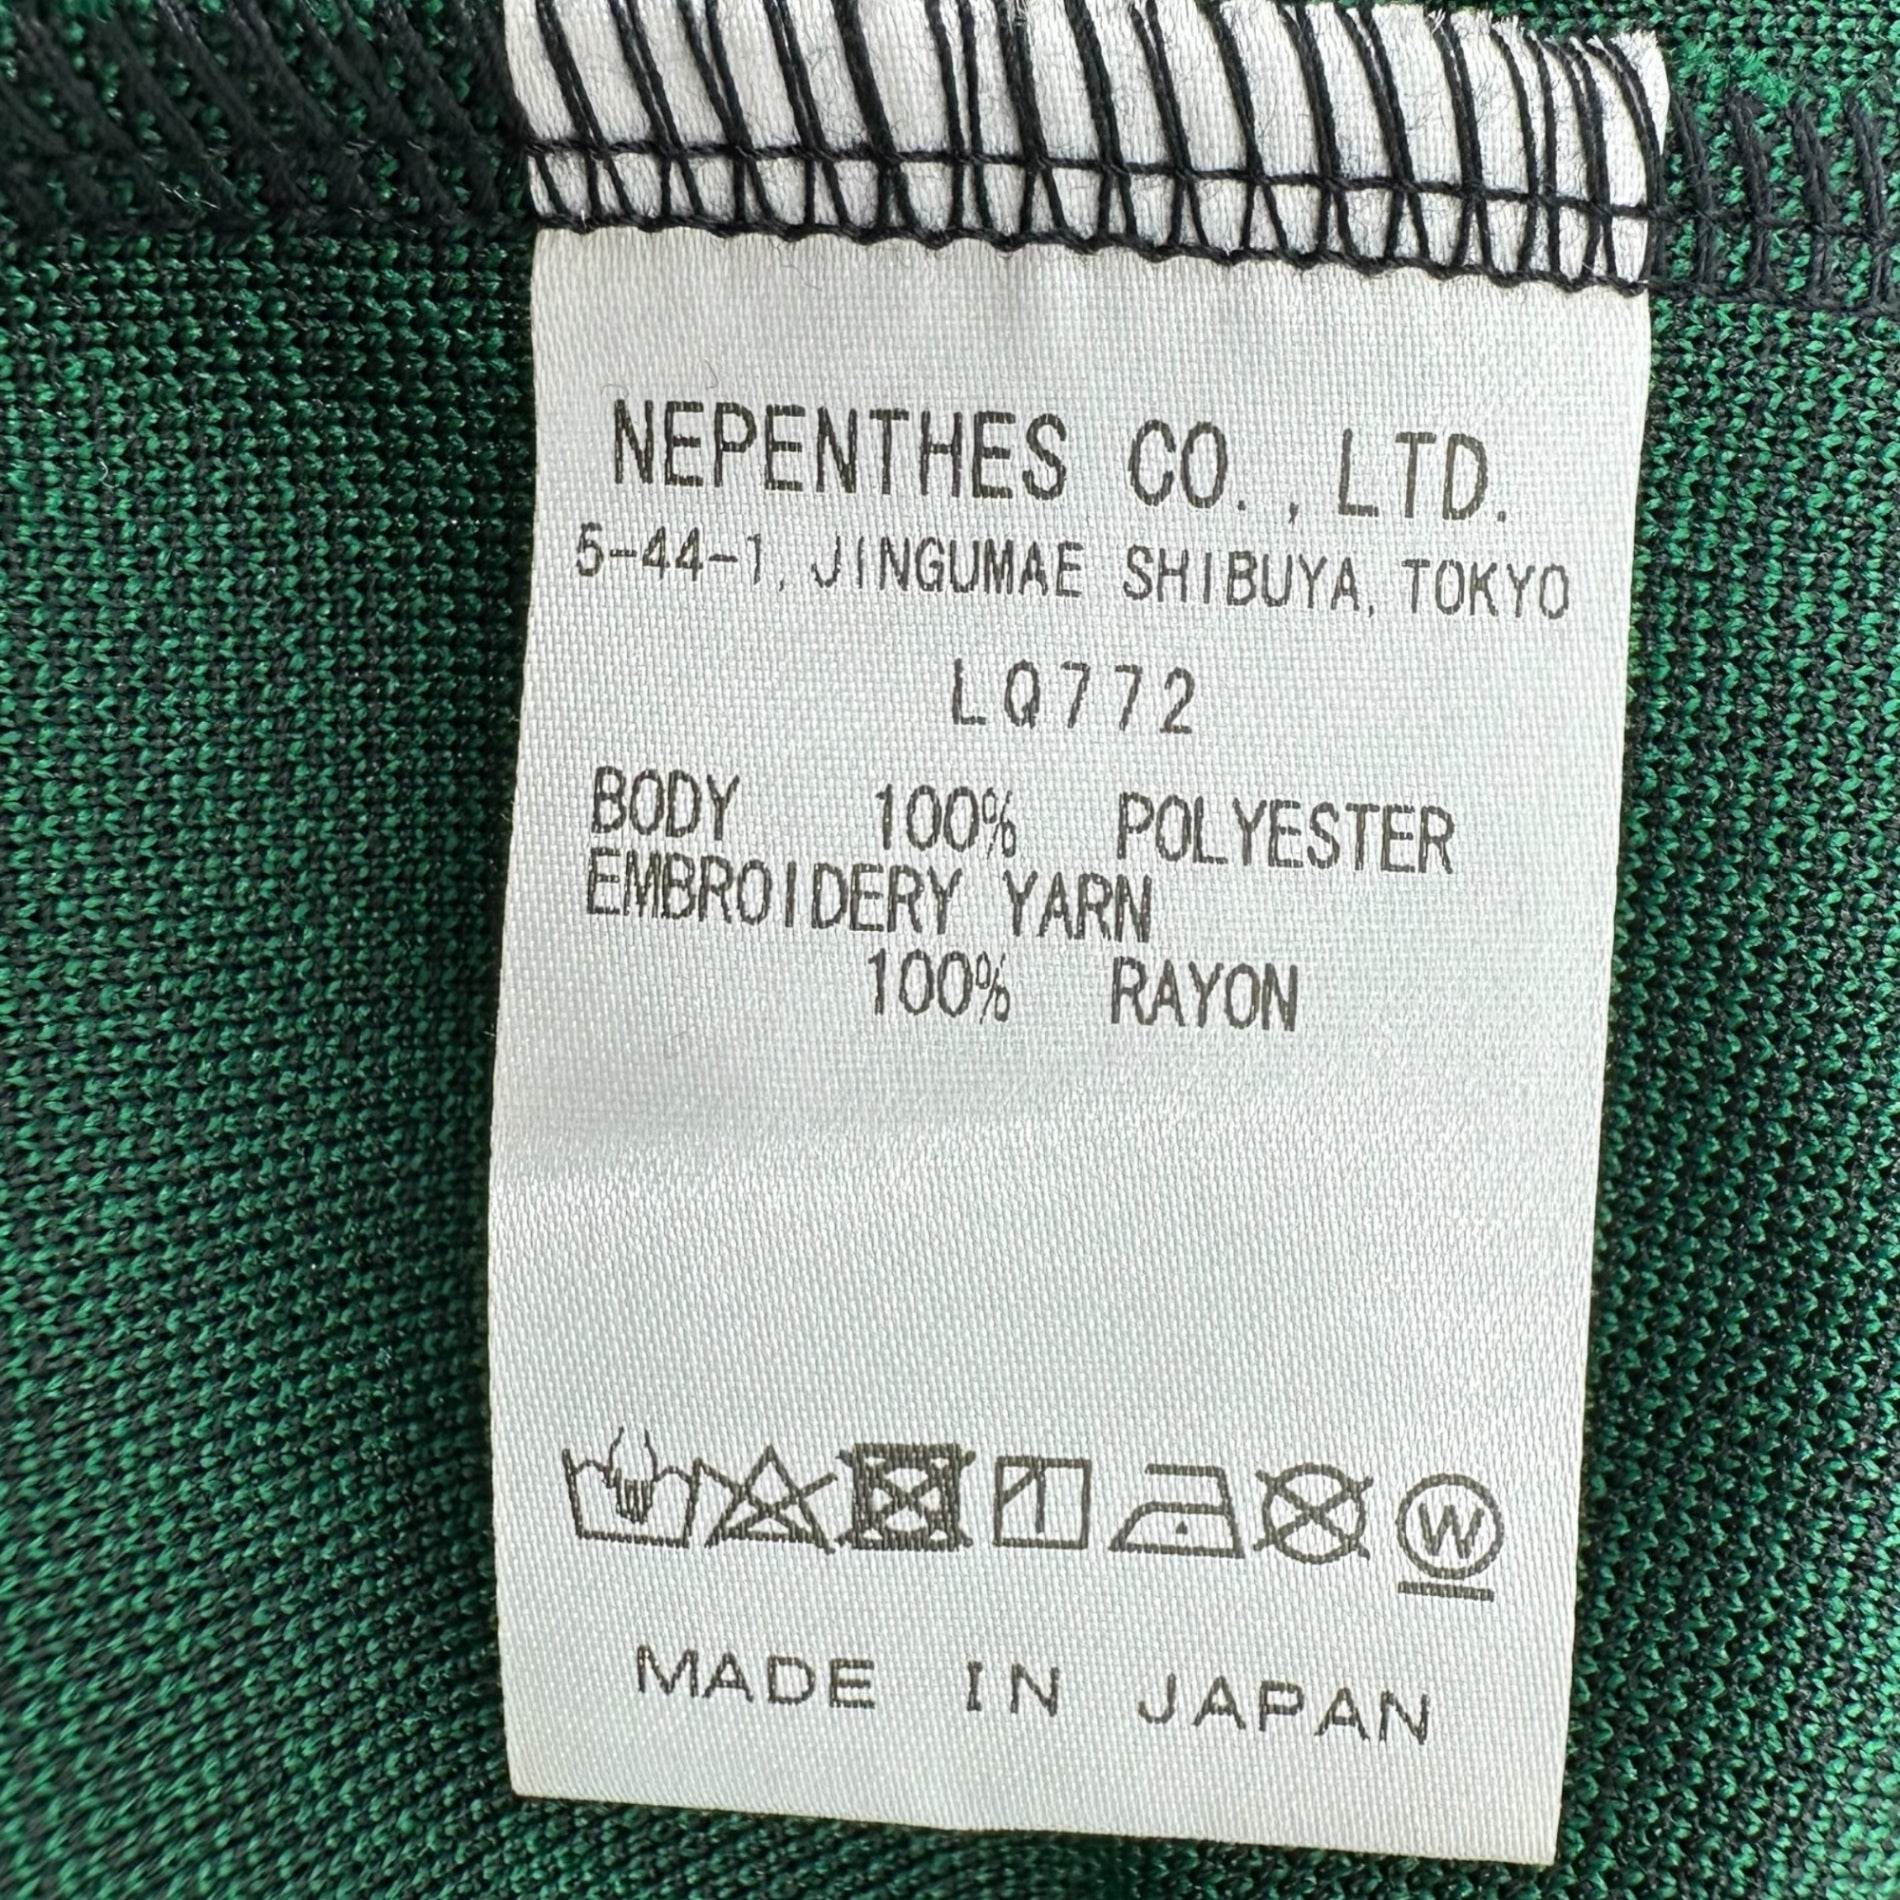 NEPENTHES CO., LTD.
5-44-1, JINGUMAE SHIBUYA, TOKYO
LQ772
BODY 100% POLYESTER
EMBROIDERY YARN
100% RAYON
W
MADE IN JAPAN